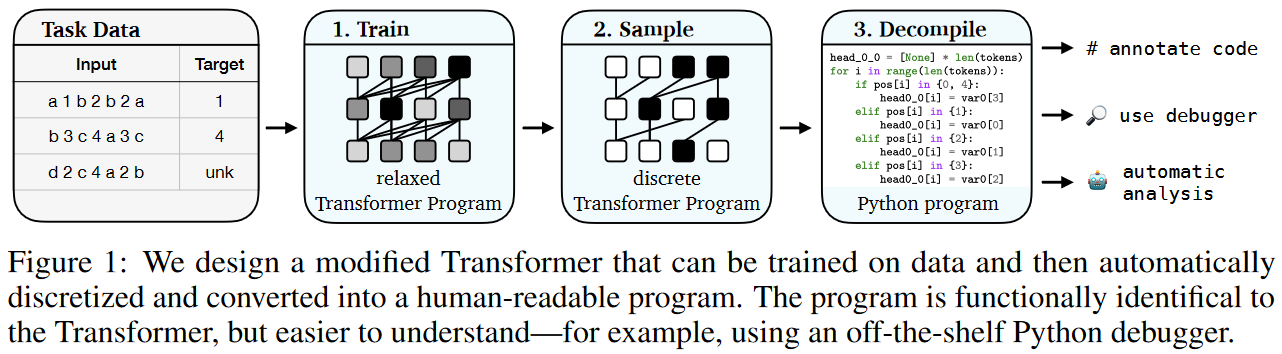 Task Data
Input Target
a 1 b 2 b 2 a 1
b 3 c 4 a 3 c 4
d 2 c 4 a 2 b unk
1. Train
relaxed
Transformer Program
2. Sample
discrete
Transformer Program
3. Decompile
head_0_0 = [None] * len(tokens)
for i in range(len(tokens)):
if pos[i] in {0, 4}:
head0_0[i] = var0[3]
elif pos[i] in {1}:
head0_0[i] = var0[0]
elif pos[i] in {2}:
head0_0[i] = var0[1]
elif pos[i] in {3}:
head0_0[i] = var0[2]
Python program
# annotate code
use debugger
automatic
analysis
Figure 1: We design a modified Transformer that can be trained on data and then automatically
discretized and converted into a human-readable program. The program is functionally identical to
the Transformer, but easier to understand—for example, using an off-the-shelf Python debugger.